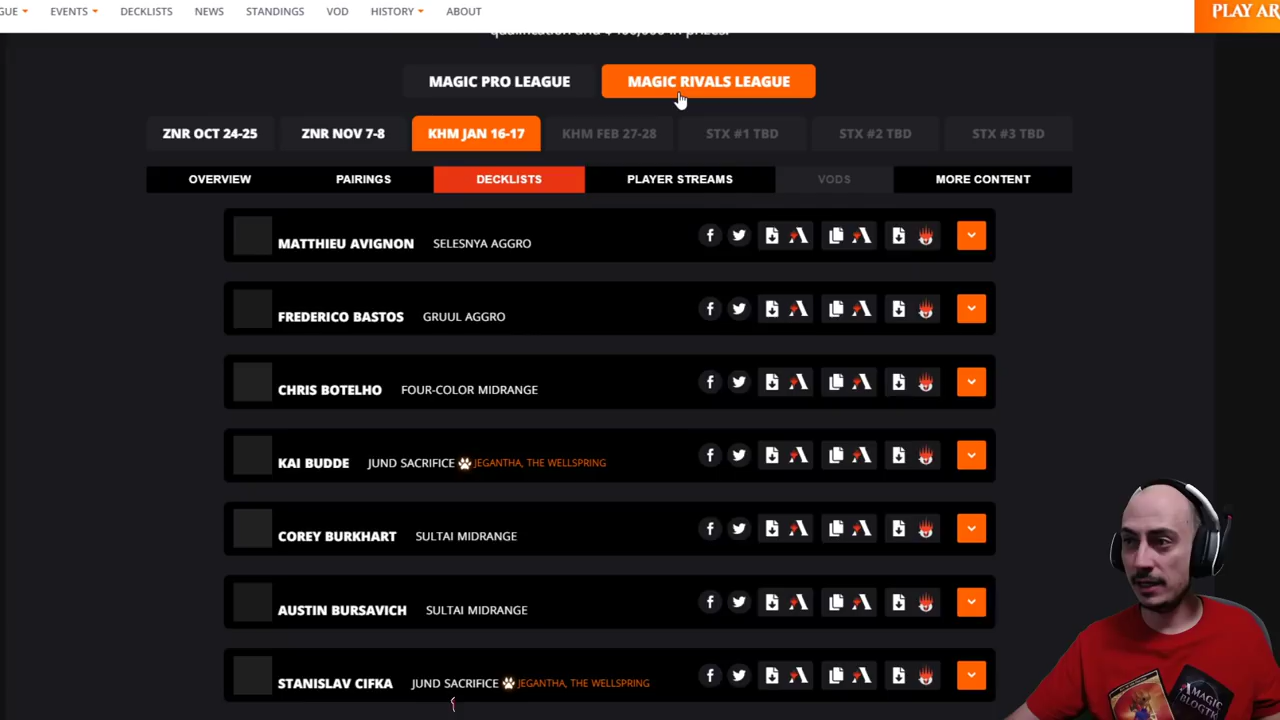 GUE EVENTS DECKLISTS NEWS STANDINGS VOD HISTORY ABOUT PLAY AR
MAGIC PRO LEAGUE MAGIC RIVALS LEAGUE
ZNR OCT 24-25 ZNR NOV 7-8 KHM JAN 16-17 KHM FEB 27-28 STX #1 TBD STX #2 TBD STX #3 TBD
OVERVIEW PAIRINGS DECKLISTS PLAYER STREAMS VODS MORE CONTENT
MATTHIEU AVIGNON SELESNYA AGGRO
FREDERICO BASTOS GRUUL AGGRO
CHRIS BOTELHO FOUR-COLOR MIDRANGE
KAI BUDDE JUND SACRIFICE JEGANTHA, THE WELLSPRING
COREY BURKHART SULTAI MIDRANGE
AUSTIN BURSAVICH SULTAI MIDRANGE
STANISLAV CIFKA JUND SACRIFICE JEGANTHA, THE WELLSPRING